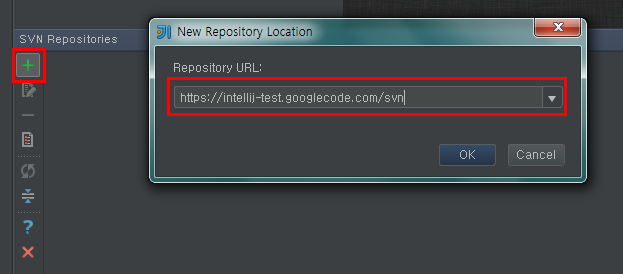 SVN Repositories
New Repository Location
Repository URL:
https://intellij-test.googlecode.com/svn
OK
Cancel